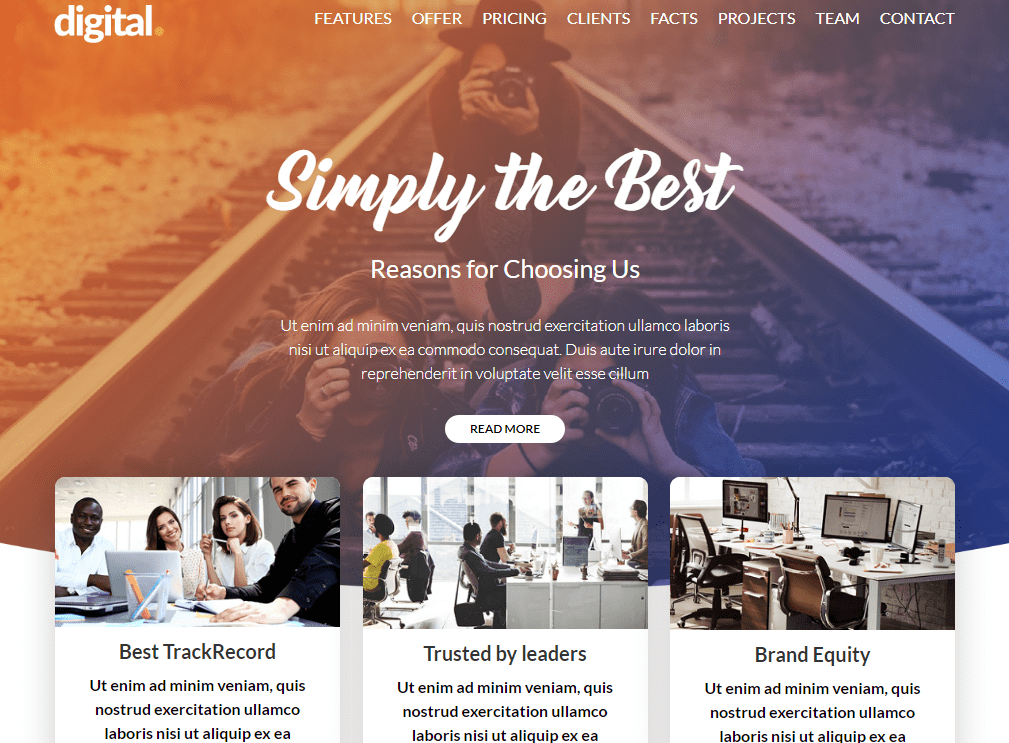 digital.
FEATURES OFFER PRICING CLIENTS FACTS PROJECTS TEAM CONTACT
Simply the Best
Reasons for Choosing Us
Ut enim ad minim veniam, quis nostrud exercitation ullamco laboris
nisi ut aliquip ex ea commodo consequat. Duis aute irure dolor in
reprehenderit in voluptate velit esse cillum
READ MORE
Best TrackRecord
Ut enim ad minim veniam, quis
nostrud exercitation ullamco
laboris nisi ut aliquip ex ea
Trusted by leaders
Ut enim ad minim veniam, quis
nostrud exercitation ullamco
laboris nisi ut aliquip ex ea
Brand Equity
Ut enim ad minim veniam, quis
nostrud exercitation ullamco
laboris nisi ut aliquip ex ea